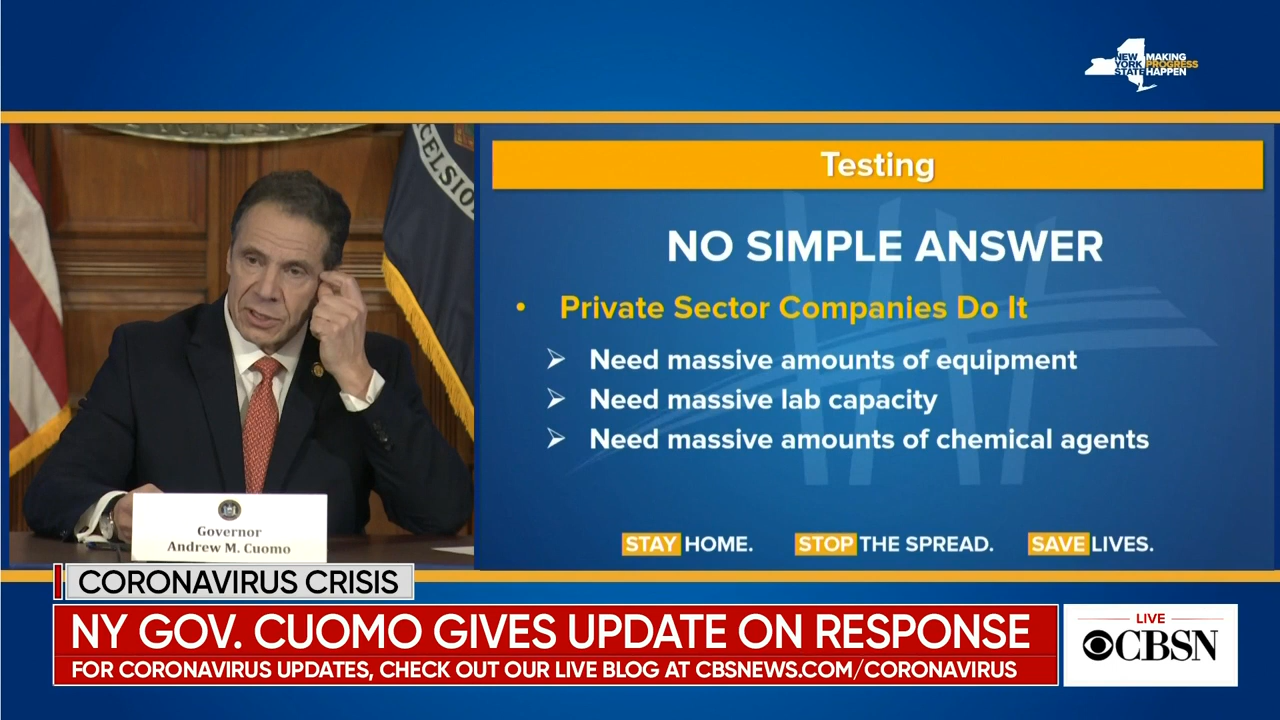 NEW
YORK
STATE
MAKING
PROGRESS
HAPPEN
CELSIO
Testing
NO SIMPLE ANSWER
• Private Sector Companies Do It
➢ Need massive amounts of equipment
➢ Need massive lab capacity
➢ Need massive amounts of chemical agents
STAY HOME. STOP THE SPREAD. SAVE LIVES.
Governor
Andrew M. Cuomo
CORONAVIRUS CRISIS
NY GOV. CUOMO GIVES UPDATE ON RESPONSE
FOR CORONAVIRUS UPDATES, CHECK OUT OUR LIVE BLOG AT CBSNEWS.COM/CORONAVIRUS
LIVE
CBSN